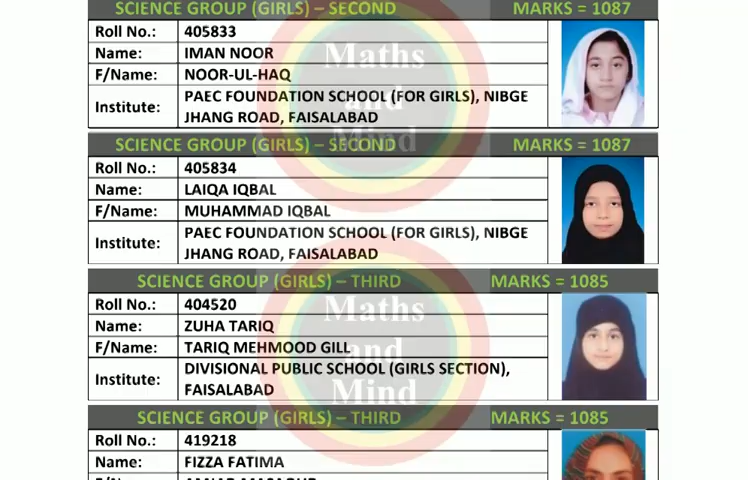 SCIENCE GROUP (GIRLS) – SECOND MARKS = 1087
Roll No.: 405833
Name: IMAN NOOR
F/Name: NOOR-UL-HAQ
Institute: PAEC FOUNDATION SCHOOL (FOR GIRLS), NIBGE
JHANG ROAD, FAISALABAD
SCIENCE GROUP (GIRLS) – SECOND MARKS = 1087
Roll No.: 405834
Name: LAIQA IQBAL
F/Name: MUHAMMAD IQBAL
Institute: PAEC FOUNDATION SCHOOL (FOR GIRLS), NIBGE
JHANG ROAD, FAISALABAD
SCIENCE GROUP (GIRLS) – THIRD MARKS = 1085
Roll No.: 404520
Name: ZUHA TARIQ
F/Name: TARIQ MEHMOOD GILL
Institute: DIVISIONAL PUBLIC SCHOOL (GIRLS SECTION),
FAISALABAD
SCIENCE GROUP (GIRLS) – THIRD MARKS = 1085
Roll No.: 419218
Name: FIZZA FATIMA
Maths
and
Mind
Maths
and
Mind